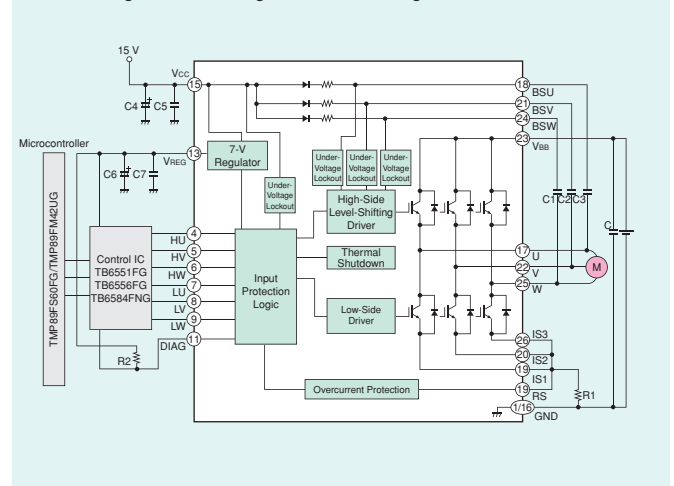 15 V
VCC
15
C4
+
C5
18
BSU
21
BSV
24
BSW
23
VBB
Microcontroller
TMP89FS60FG/TMP89FM42UG
C6
+
C7
VREG
13
7-V
Regulator
Under-
Voltage
Lockout
Under-
Voltage
Lockout
Under-
Voltage
Lockout
Under-
Voltage
Lockout
High-Side
Level-Shifting
Driver
C1
C2
C3
C
Control IC
TB6551FG
TB6556FG
TB6584FNG
4
HU
5
HV
6
HW
7
LU
8
LV
9
LW
11
DIAG
R2
Input
Protection
Logic
Thermal
Shutdown
Low-Side
Driver
Overcurrent Protection
17
U
22
V
25
W
M
26
IS3
20
IS2
19
IS1
19
RS
R1
1/16
GND